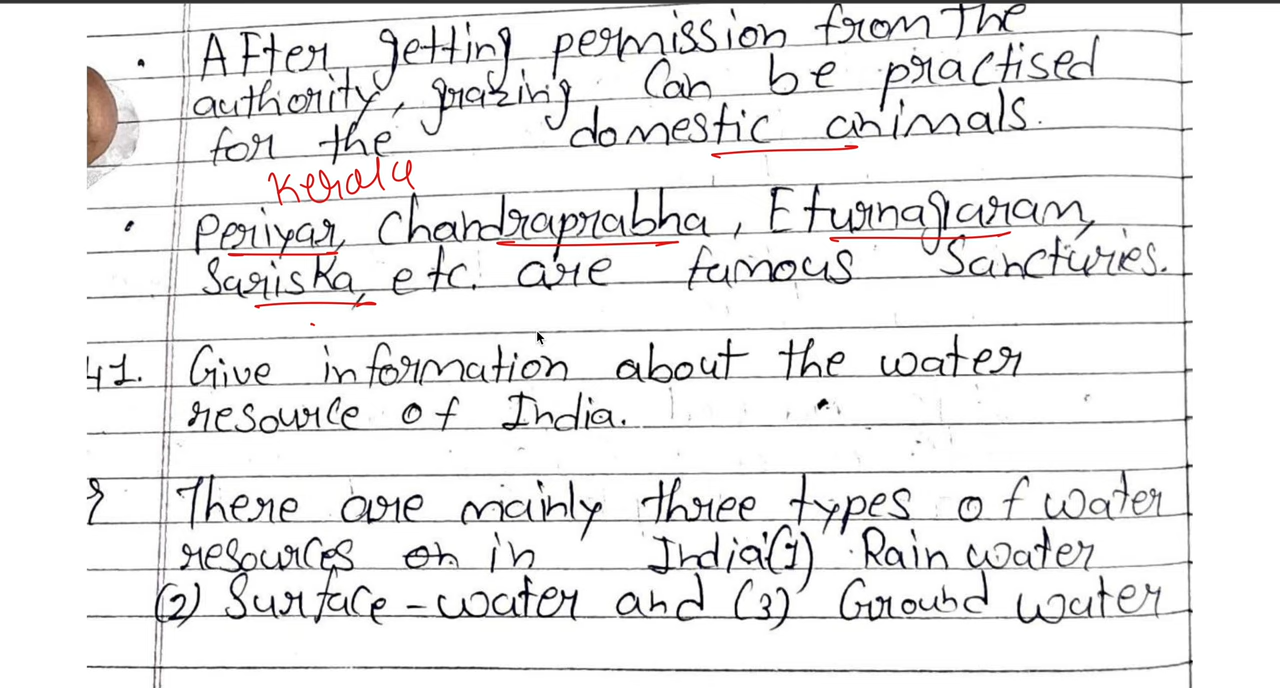 • After getting permission from the
authority, grazing can be practised
for the domestic animals.
Kerala
• Periyar, Chandraprabha, Eturnagaram,
Sariska, etc. are famous Sancturies.
41. Give information about the water
resource of India.
There are mainly three types of water
resources on in India:(1) Rain water
(2) Surface-water and (3) Ground water